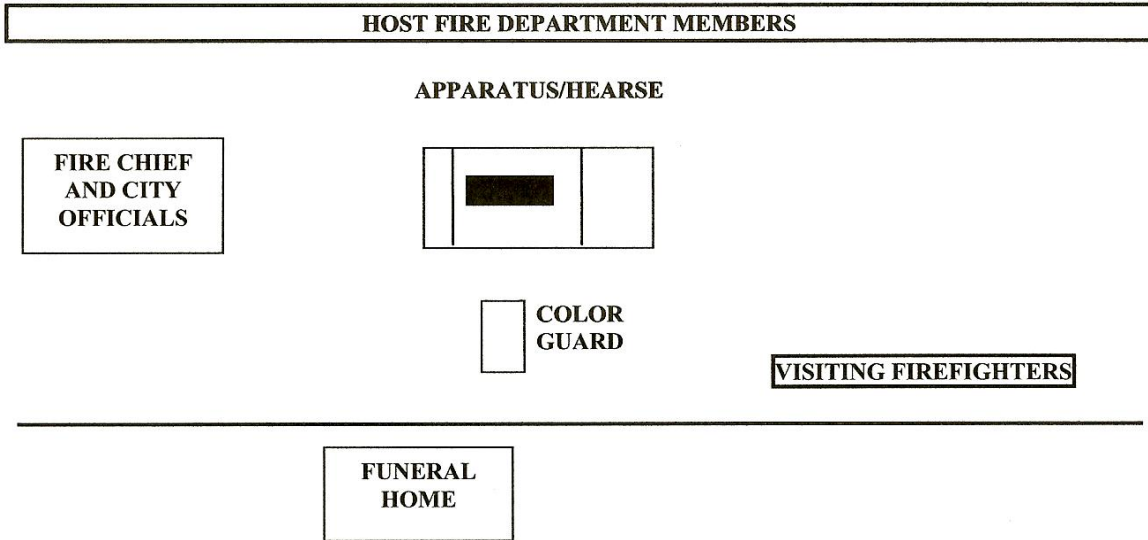 HOST FIRE DEPARTMENT MEMBERS
APPARATUS/HEARSE
FIRE CHIEF
AND CITY
OFFICIALS
COLOR
GUARD
VISITING FIREFIGHTERS
FUNERAL
HOME